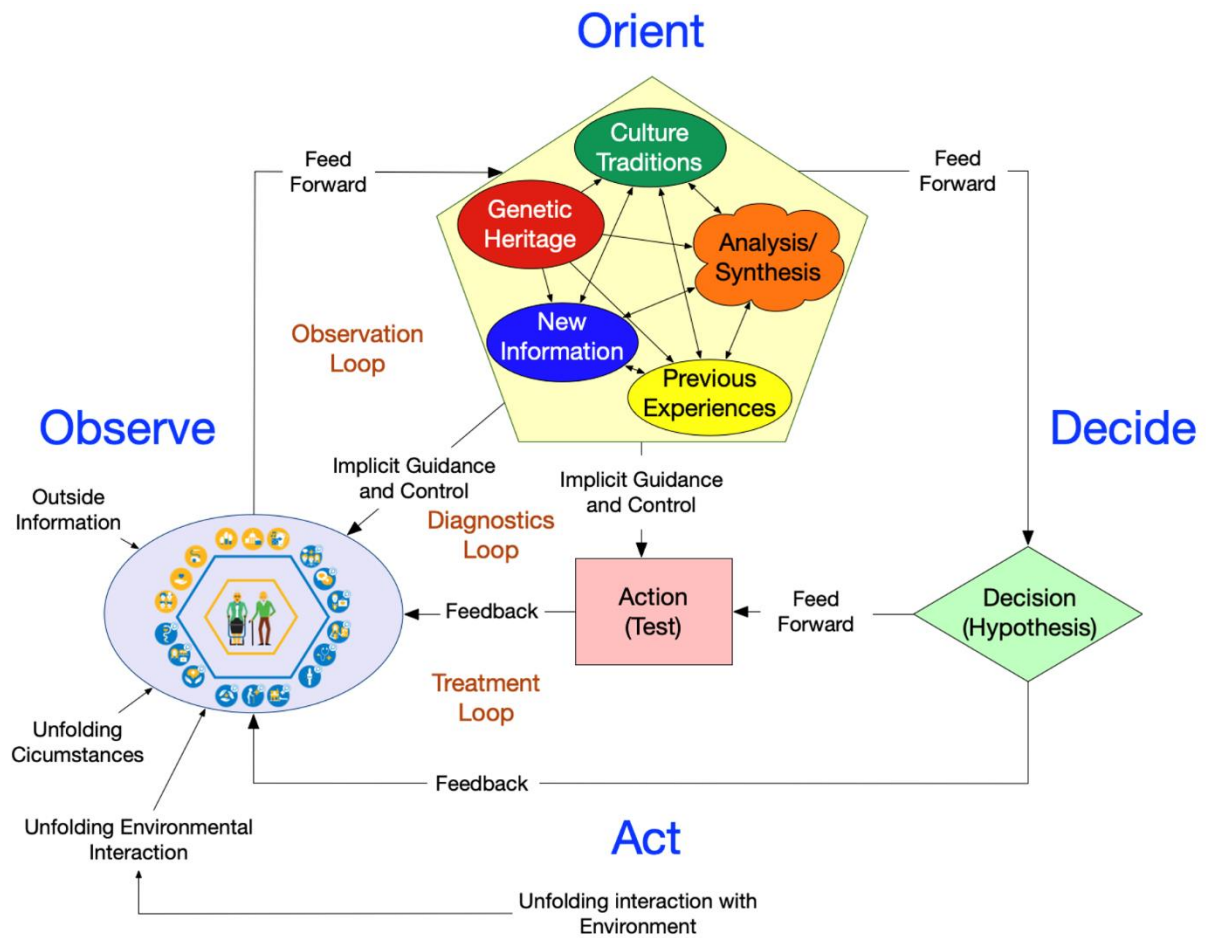 Orient
Feed
Forward
Culture
Traditions
Feed
Forward
Genetic
Heritage
Analysis/
Synthesis
New
Information
Observation
Loop
Previous
Experiences
Observe
Decide
Implicit Guidance
and Control
Implicit Guidance
and Control
Outside
Information
Diagnostics
Loop
Feedback
Action
(Test)
Feed
Forward
Decision
(Hypothesis)
Treatment
Loop
Unfolding
Cicumstances
Feedback
Unfolding Environmental
Interaction
Act
Unfolding interaction with
Environment